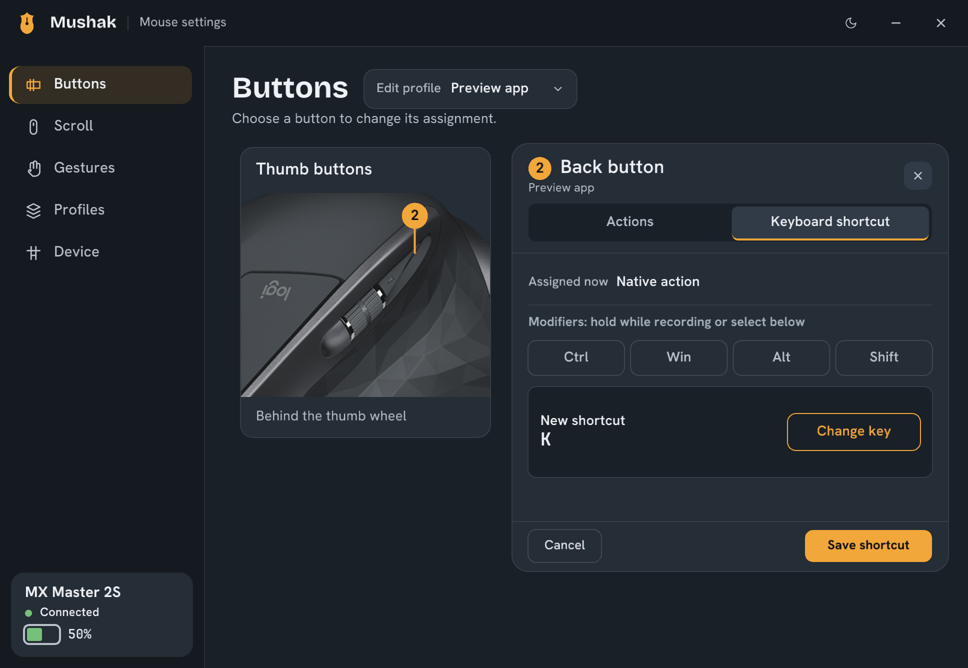 Mushak
Mouse settings
Buttons
Scroll
Gestures
Profiles
Device
MX Master 2S
Connected
50%
Buttons
Edit profile Preview app
Choose a button to change its assignment.
Thumb buttons
2
logi
Behind the thumb wheel
2 Back button
Preview app
Actions
Keyboard shortcut
Assigned now Native action
Modifiers: hold while recording or select below
Ctrl
Win
Alt
Shift
New shortcut
K
Change key
Cancel
Save shortcut